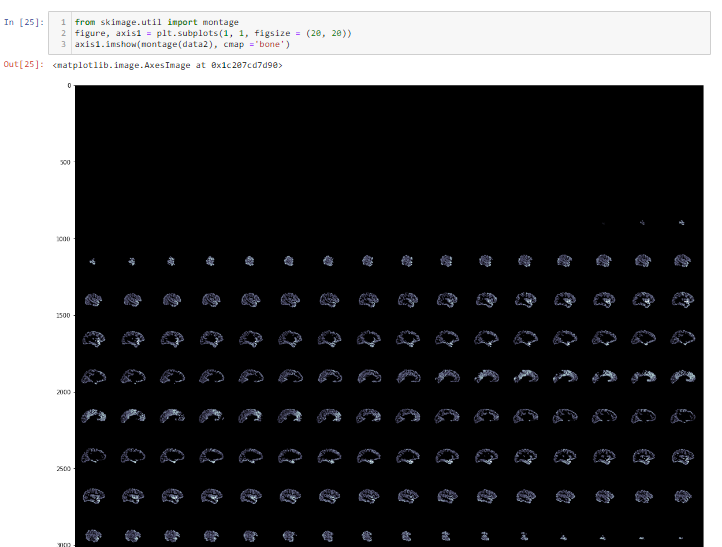 In [25]:
1 from skimage.util import montage
2 figure, axis1 = plt.subplots(1, 1, figsize = (20, 20))
3 axis1.imshow(montage(data2), cmap ='bone')
Out[25]: <matplotlib.image.AxesImage at 0x1c207cd7d90>
0
500
1000
1500
2000
2500
3000